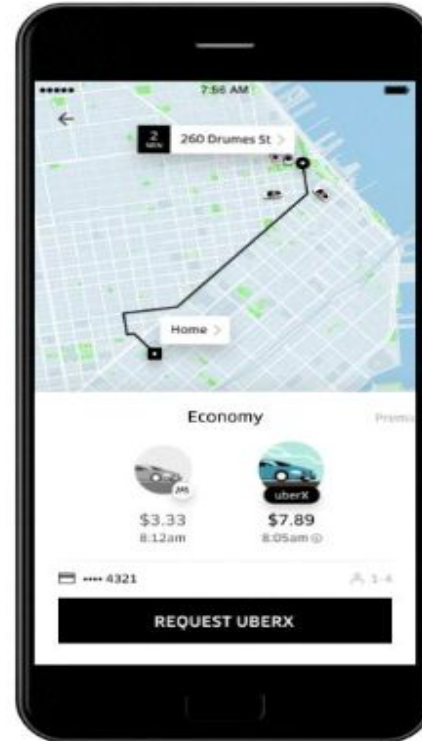 7:56 AM
2 260 Drumes St >
MIN
Home >
Economy
Premiu
uberX
$3.33 $7.89
8:12am 8:05am
•••• 4321 1-4
REQUEST UBERX